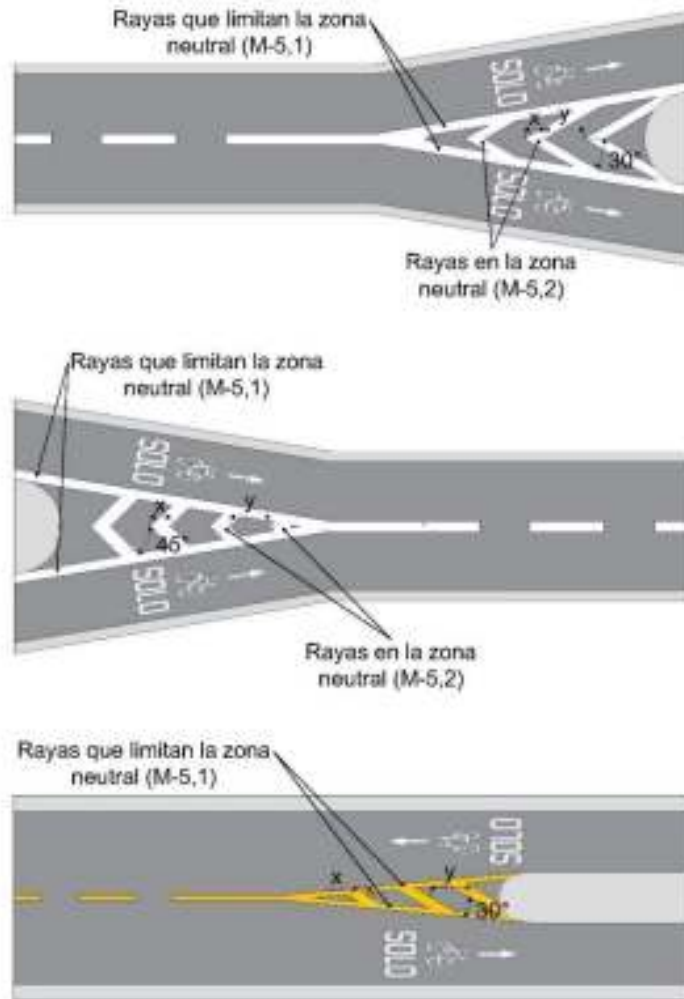 Rayas que limitan la zona
neutral (M-5,1)
SOLO
x
y
30°
SOLO
Rayas en la zona
neutral (M-5,2)
Rayas que limitan la zona
neutral (M-5,1)
SOLO
x
y
45°
SOLO
Rayas en la zona
neutral (M-5,2)
Rayas que limitan la zona
neutral (M-5,1)
SOLO
x
y
30°
SOLO